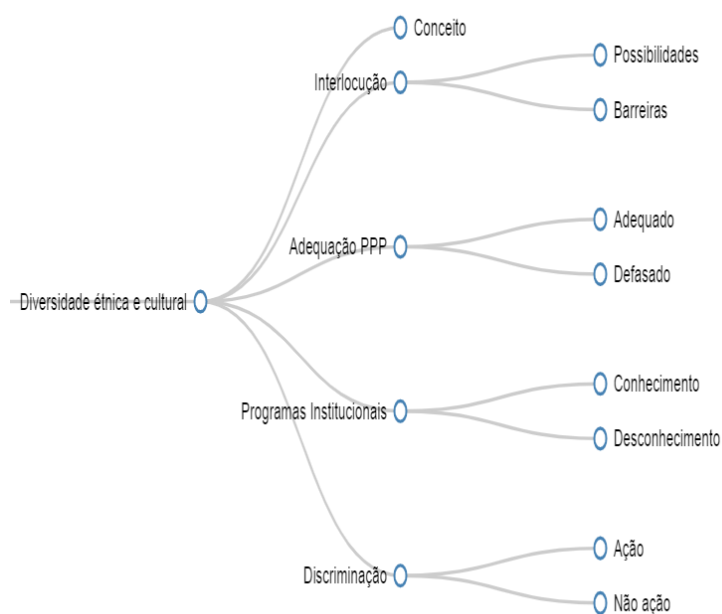 Conceito
Interlocução
Possibilidades
Barreiras
Adequação PPP
Adequado
Defasado
Diversidade étnica e cultural
Programas Institucionais
Conhecimento
Desconhecimento
Discriminação
Ação
Não ação